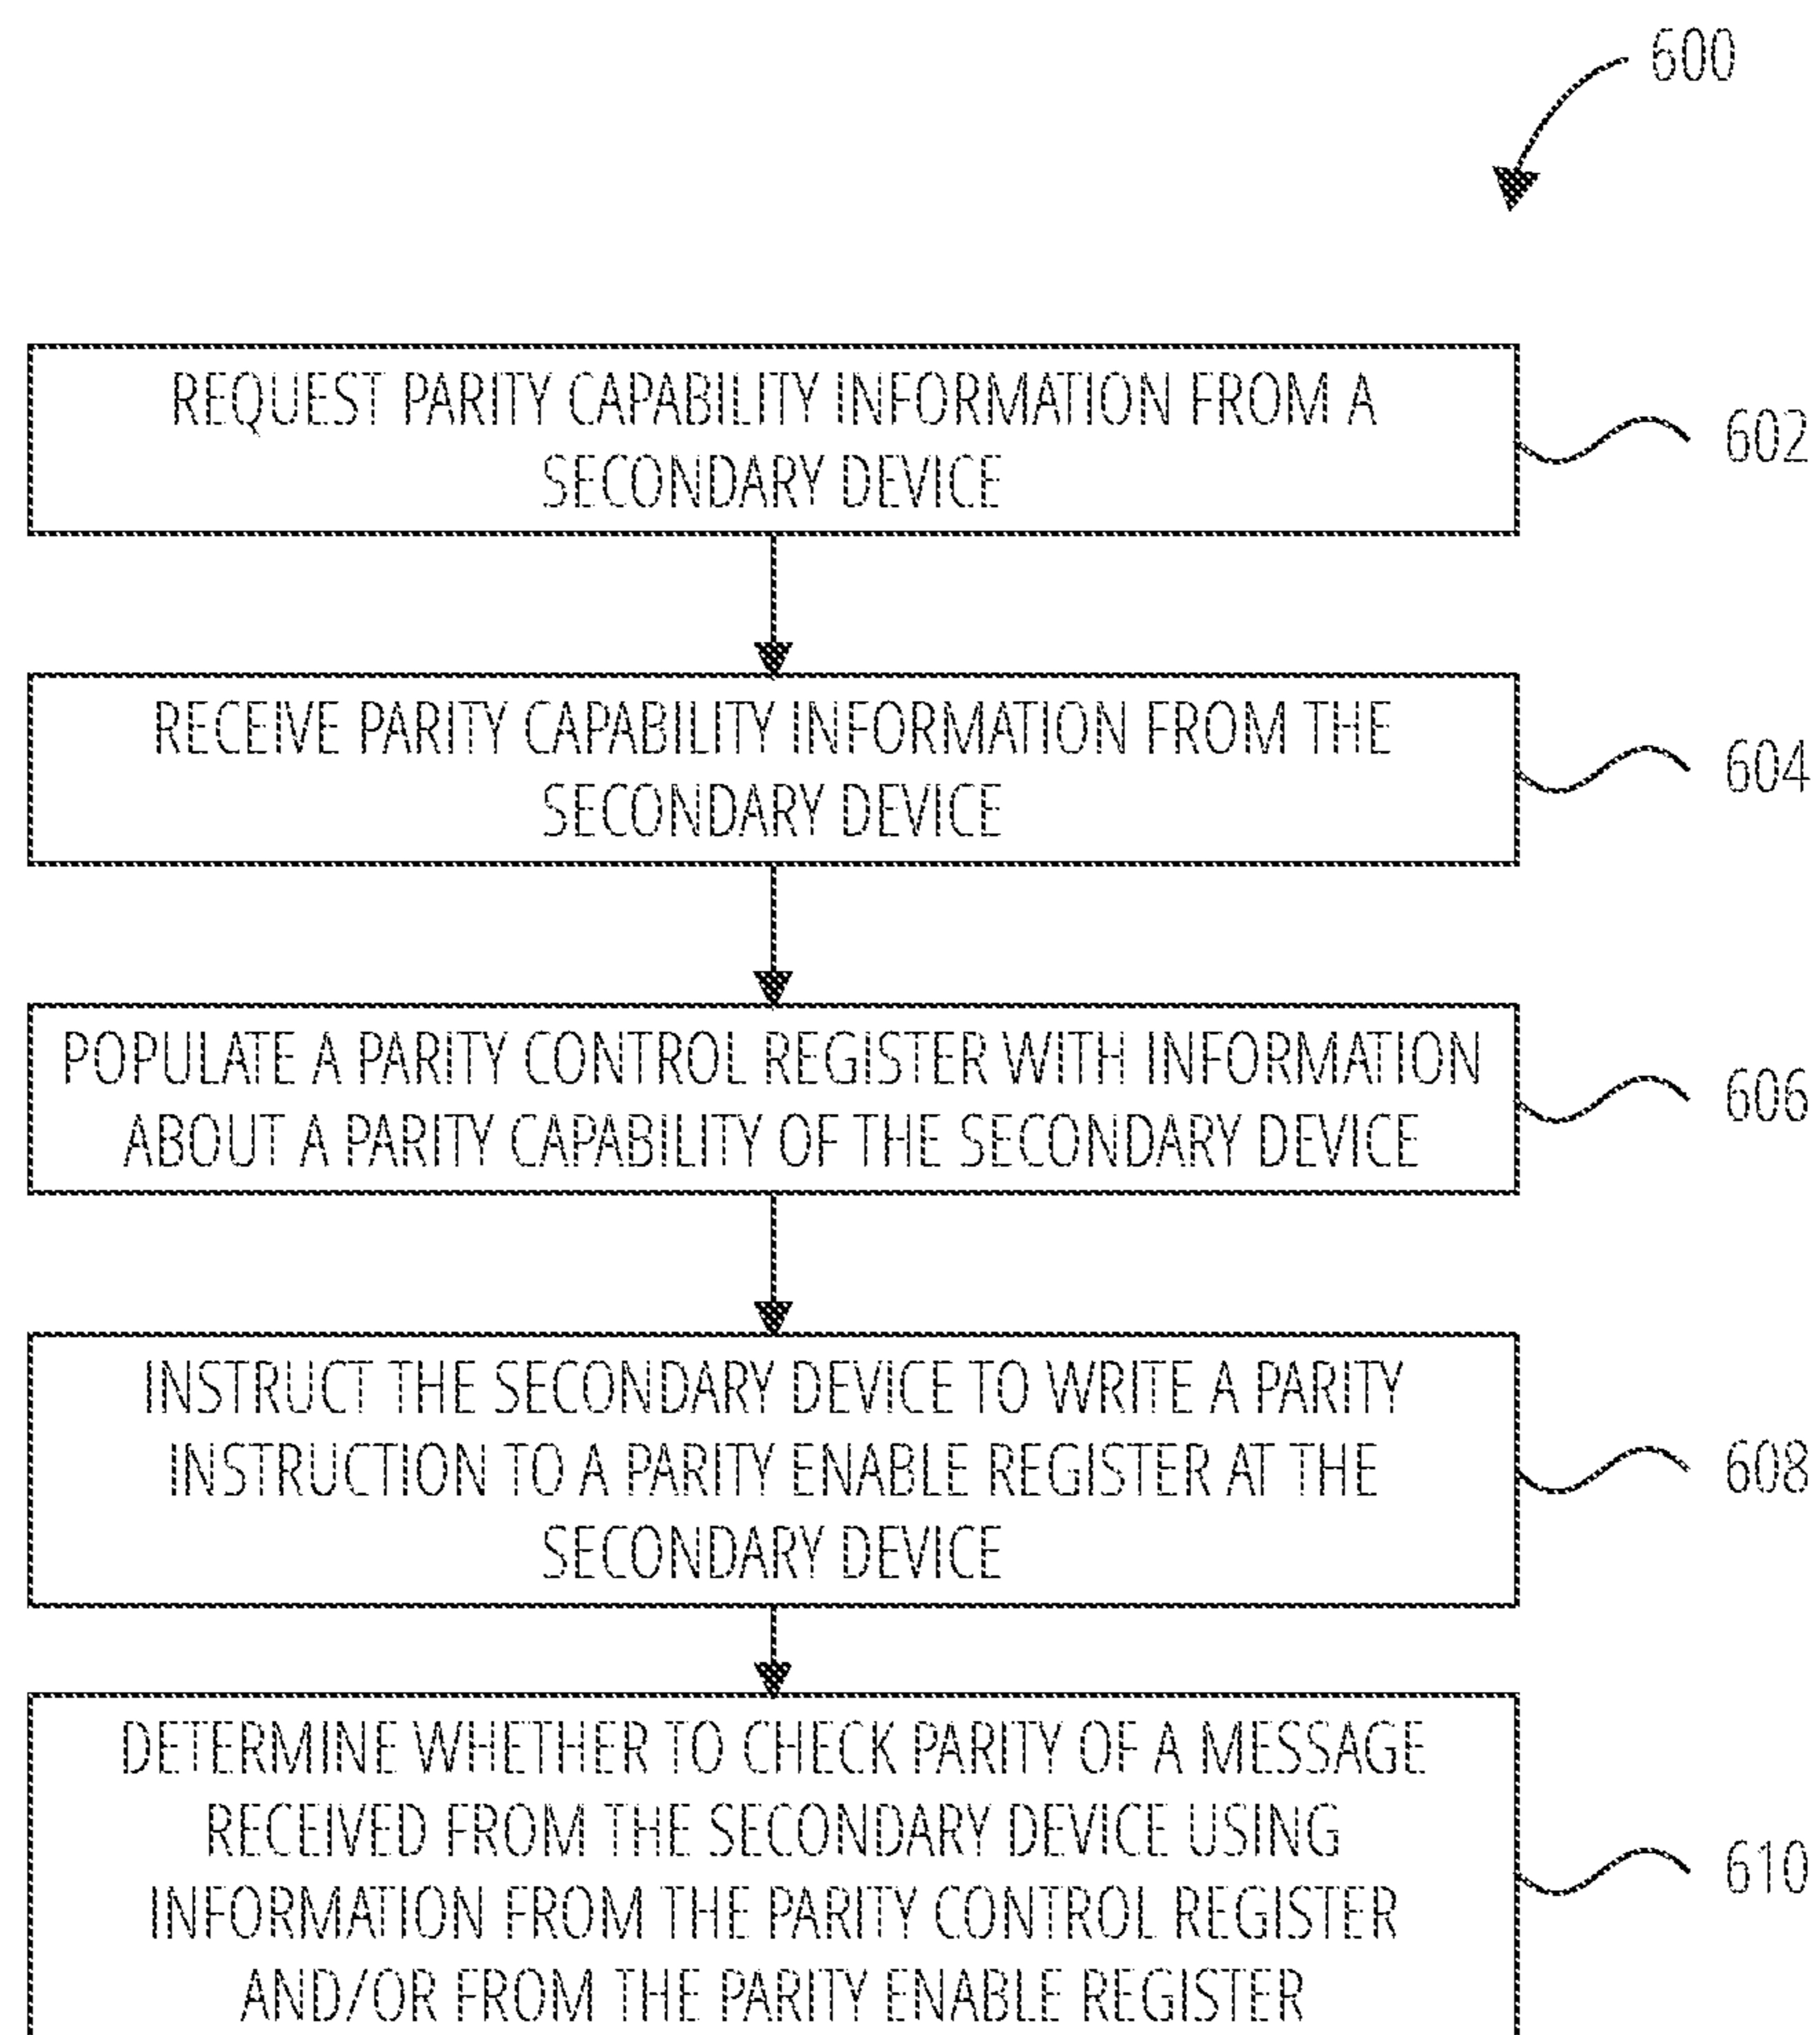 600
REQUEST PARITY CAPABILITY INFORMATION FROM A
SECONDARY DEVICE
602
RECEIVE PARITY CAPABILITY INFORMATION FROM THE
SECONDARY DEVICE
604
POPULATE A PARITY CONTROL REGISTER WITH INFORMATION
ABOUT A PARITY CAPABILITY OF THE SECONDARY DEVICE
606
INSTRUCT THE SECONDARY DEVICE TO WRITE A PARITY
INSTRUCTION TO A PARITY ENABLE REGISTER AT THE
SECONDARY DEVICE
608
DETERMINE WHETHER TO CHECK PARITY OF A MESSAGE
RECEIVED FROM THE SECONDARY DEVICE USING
INFORMATION FROM THE PARITY CONTROL REGISTER
AND/OR FROM THE PARITY ENABLE REGISTER
610